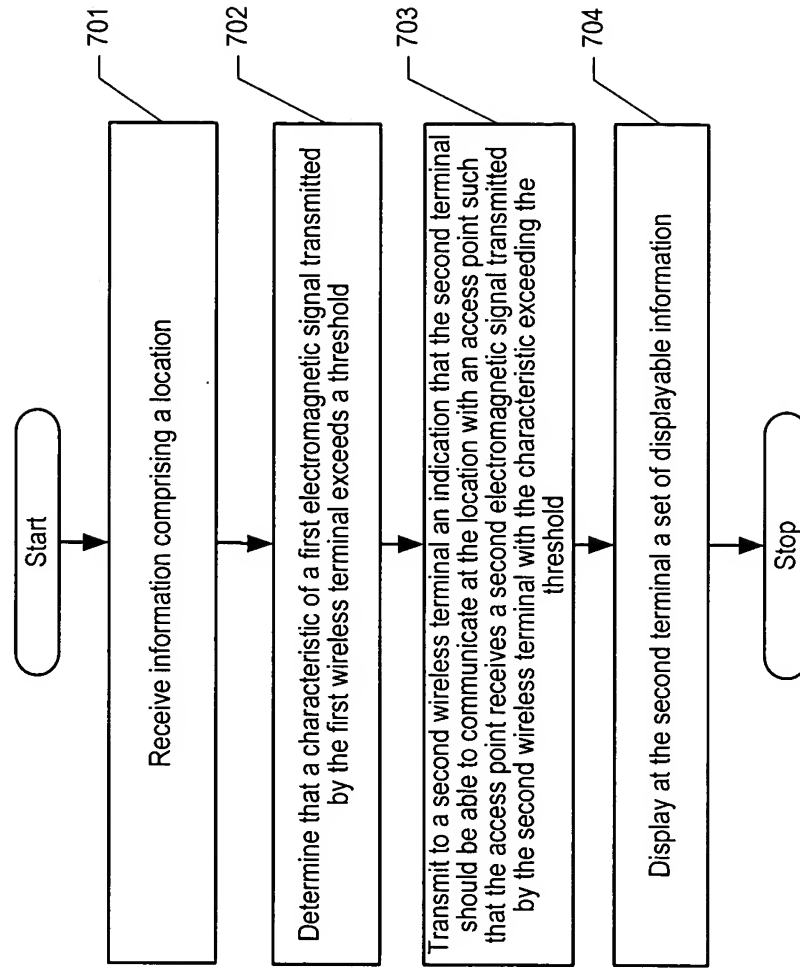 Start
701
Receive information comprising a location
702
Determine that a characteristic of a first electromagnetic signal transmitted
by the first wireless terminal exceeds a threshold
703
Transmit to a second wireless terminal an indication that the second terminal
should be able to communicate at the location with an access point such
that the access point receives a second electromagnetic signal transmitted
by the second wireless terminal with the characteristic exceeding the
threshold
704
Display at the second terminal a set of displayable information
Stop